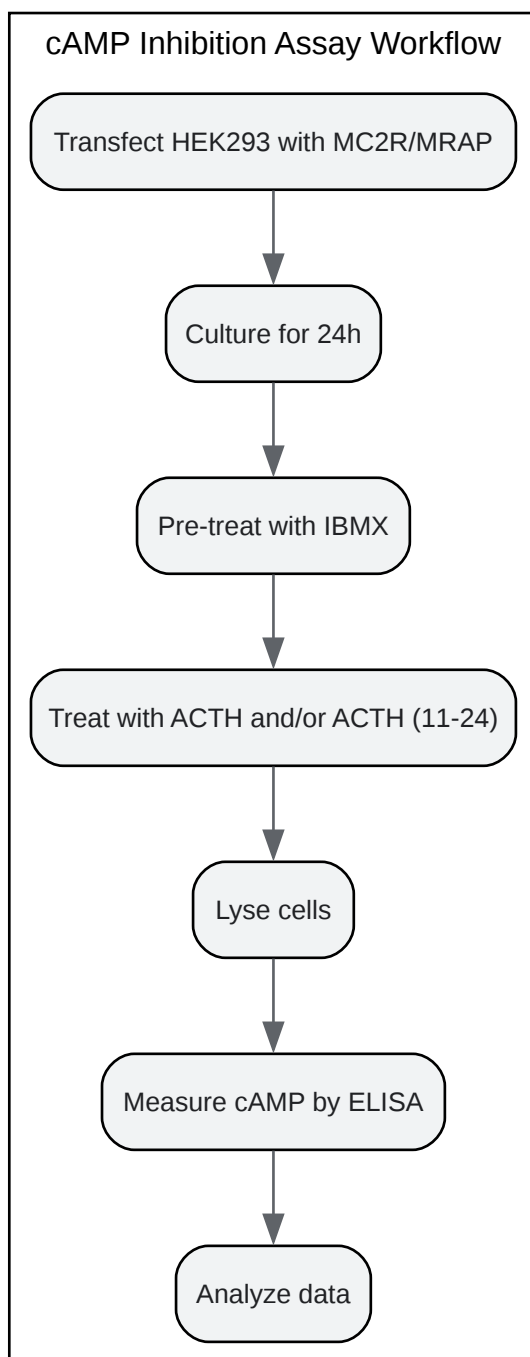 cAMP Inhibition Assay Workflow
Transfect HEK293 with MC2R/MRAP
Culture for 24h
Pre-treat with IBMX
Treat with ACTH and/or ACTH (11-24)
Lyse cells
Measure cAMP by ELISA
Analyze data